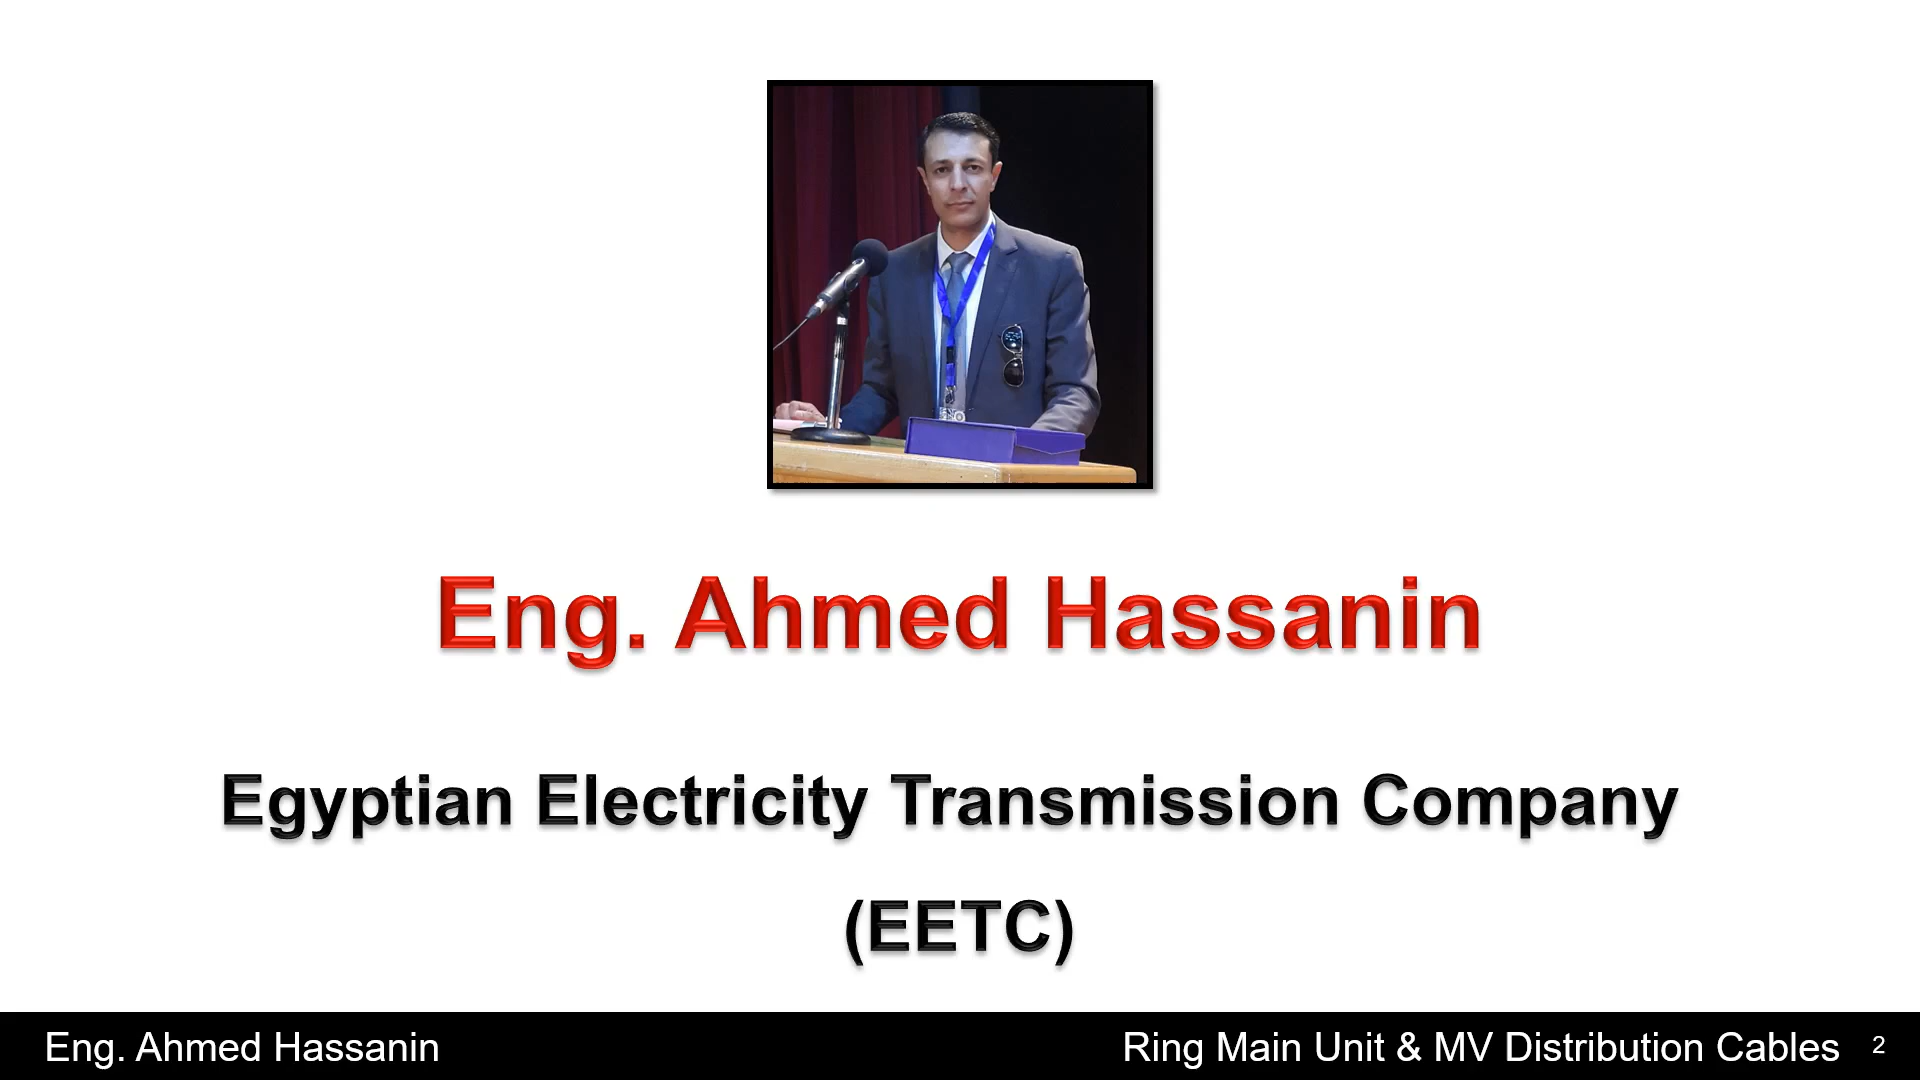 Eng. Ahmed Hassanin
Egyptian Electricity Transmission Company
(EETC)
Eng. Ahmed Hassanin
Ring Main Unit & MV Distribution Cables
2